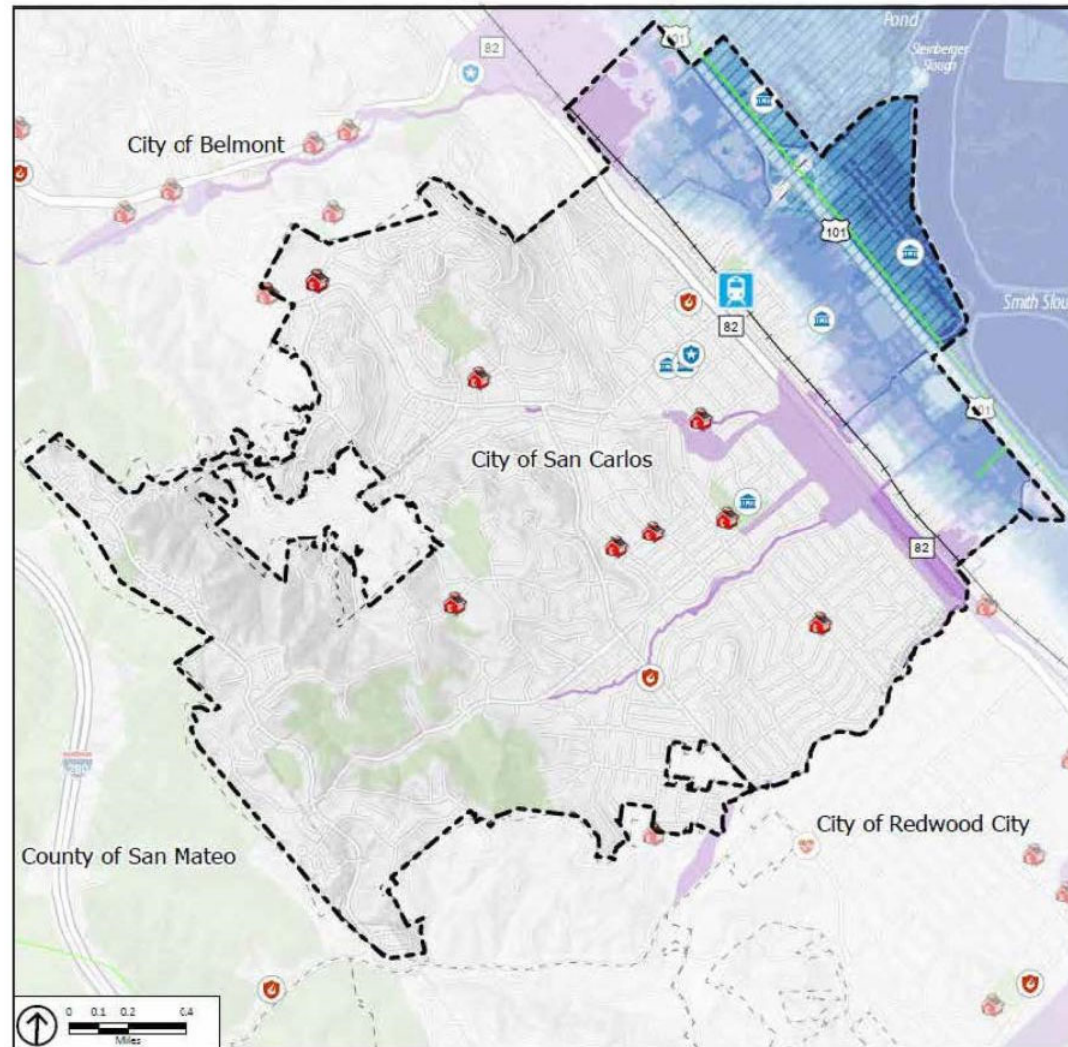 Pond
Steinberger
Slough
101
82
City of Belmont
101
Smith Slou
82
101
City of San Carlos
82
280
City of Redwood City
County of San Mateo
0 0.1 0.2 0.4
Miles